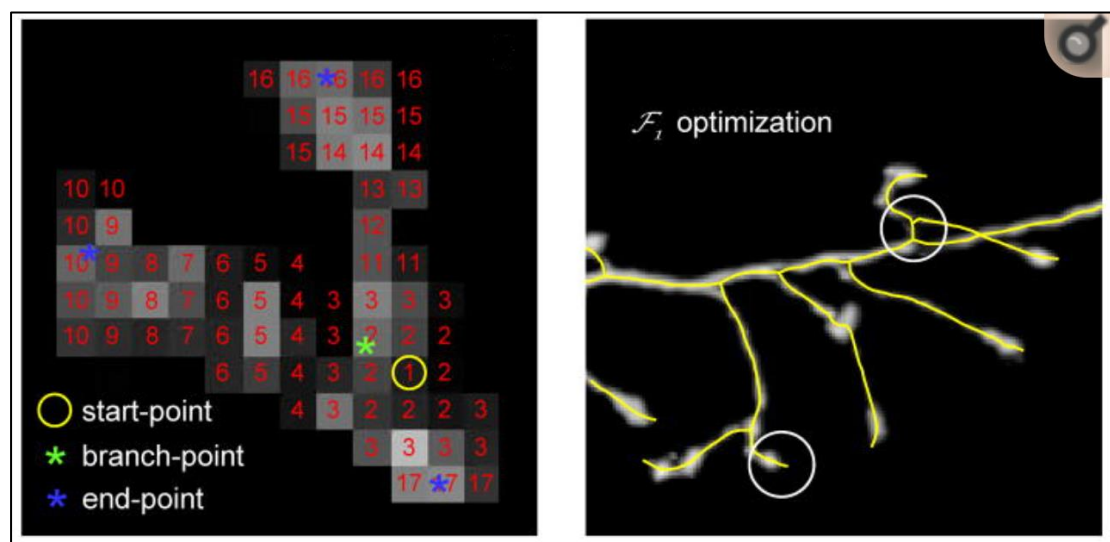 16 16 16 16 16
15 15 15 15
15 14 14 14
10 10 13 13
10 9 12
10 9 8 7 6 5 4 11 11
10 9 8 7 6 5 4 3 3 3 3
10 9 8 7 6 5 4 3 2 2 2
6 5 4 3 2 1 2
4 3 2 2 2 2 3
3 3 3 3
17 17 17
start-point
branch-point
end-point
ℱ₁ optimization